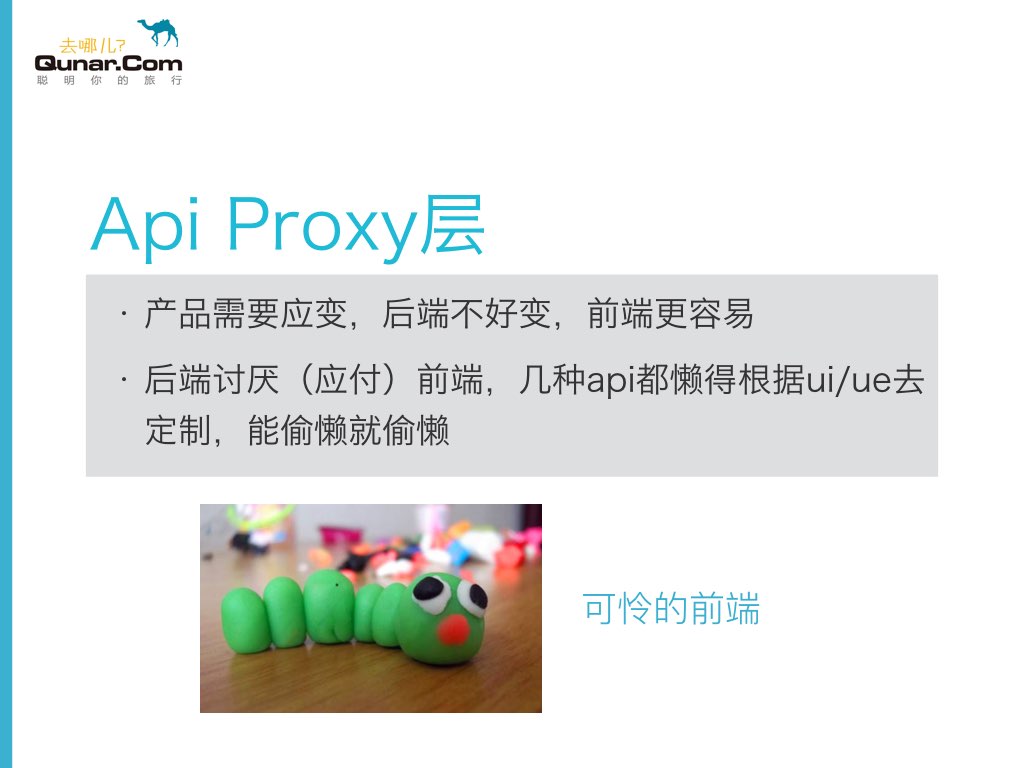 去哪儿?
Qunar.Com
聪明你的旅行
Api Proxy层
· 产品需要应变，后端不好变，前端更容易
· 后端讨厌（应付）前端，几种api都懒得根据ui/ue去
定制，能偷懒就偷懒
可怜的前端